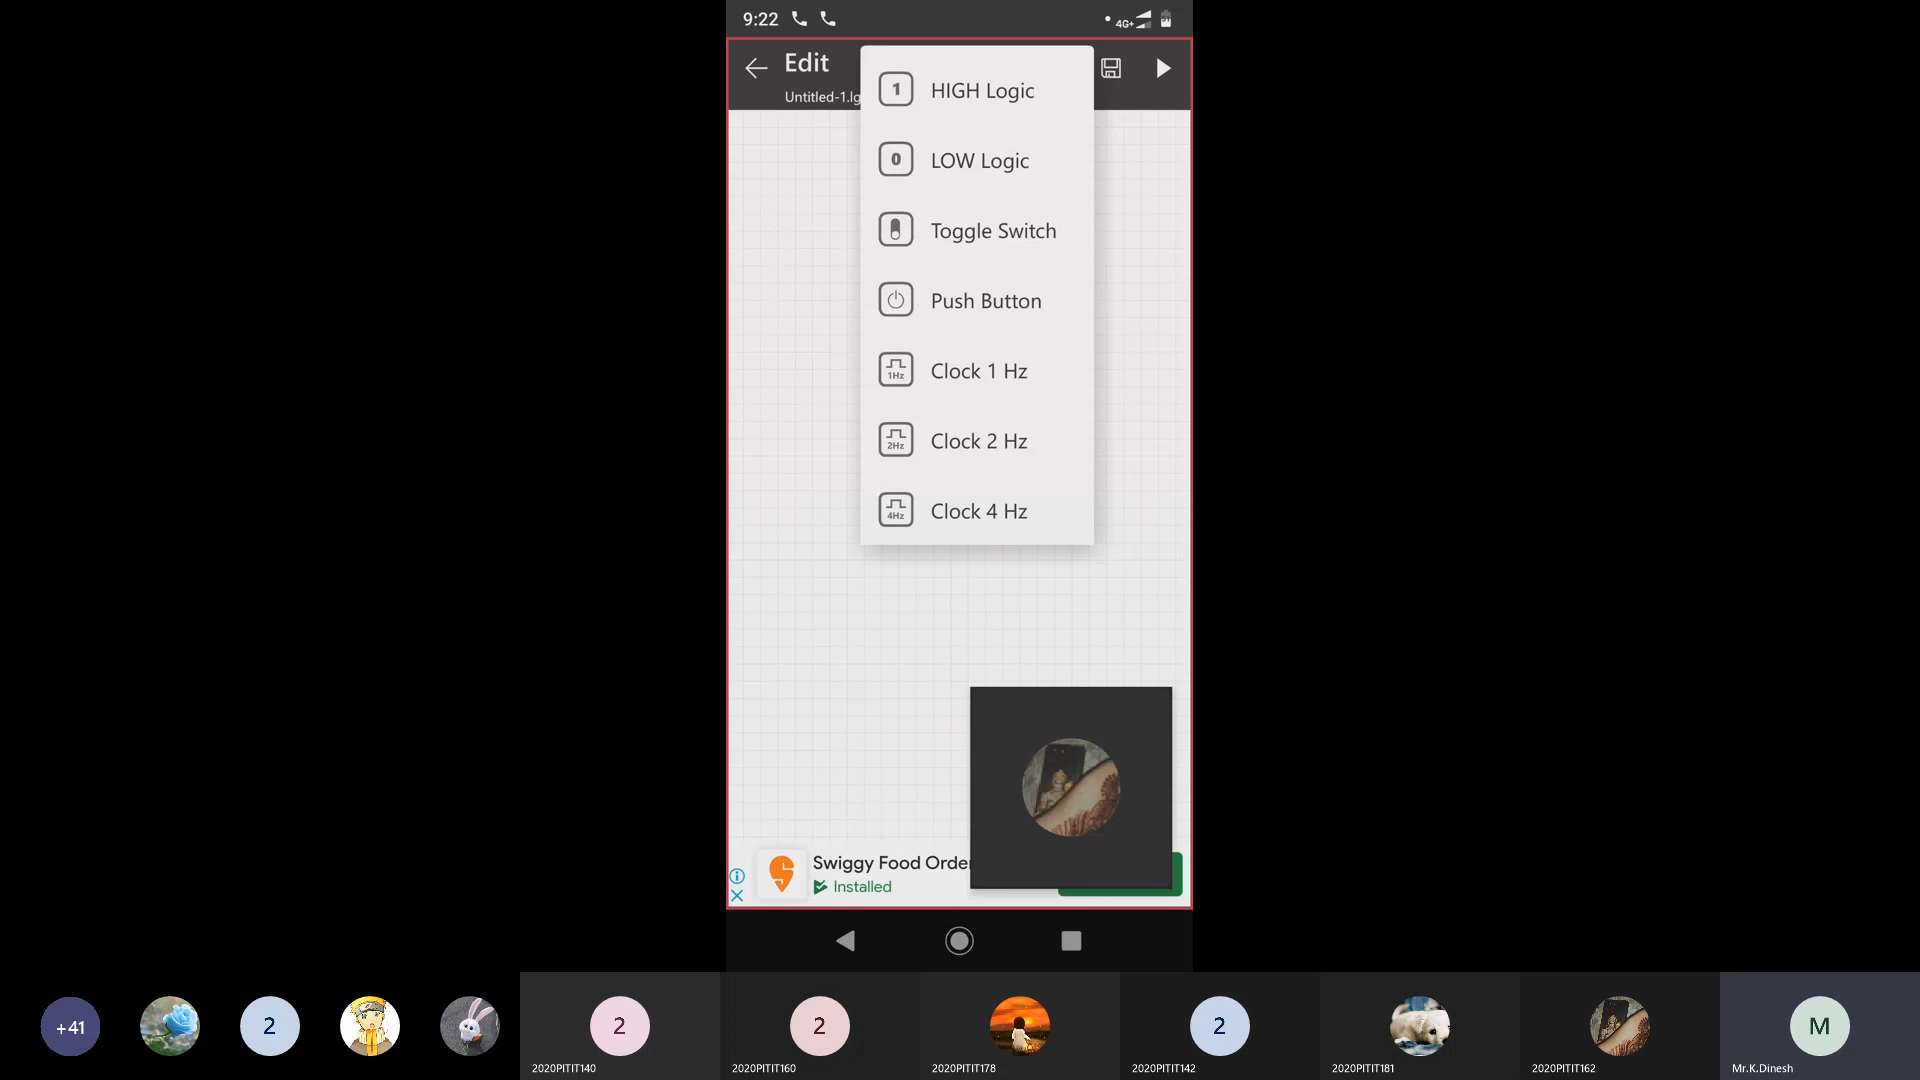 9:22
4G+
Edit
Untitled-1.lg
1 HIGH Logic
0 LOW Logic
Toggle Switch
Push Button
1Hz Clock 1 Hz
2Hz Clock 2 Hz
4Hz Clock 4 Hz
Swiggy Food Orde
Installed
+41
2
2
2
2
M
2020PITIT140
2020PITIT160
2020PITIT178
2020PITIT142
2020PITIT181
2020PITIT162
Mr.K.Dinesh